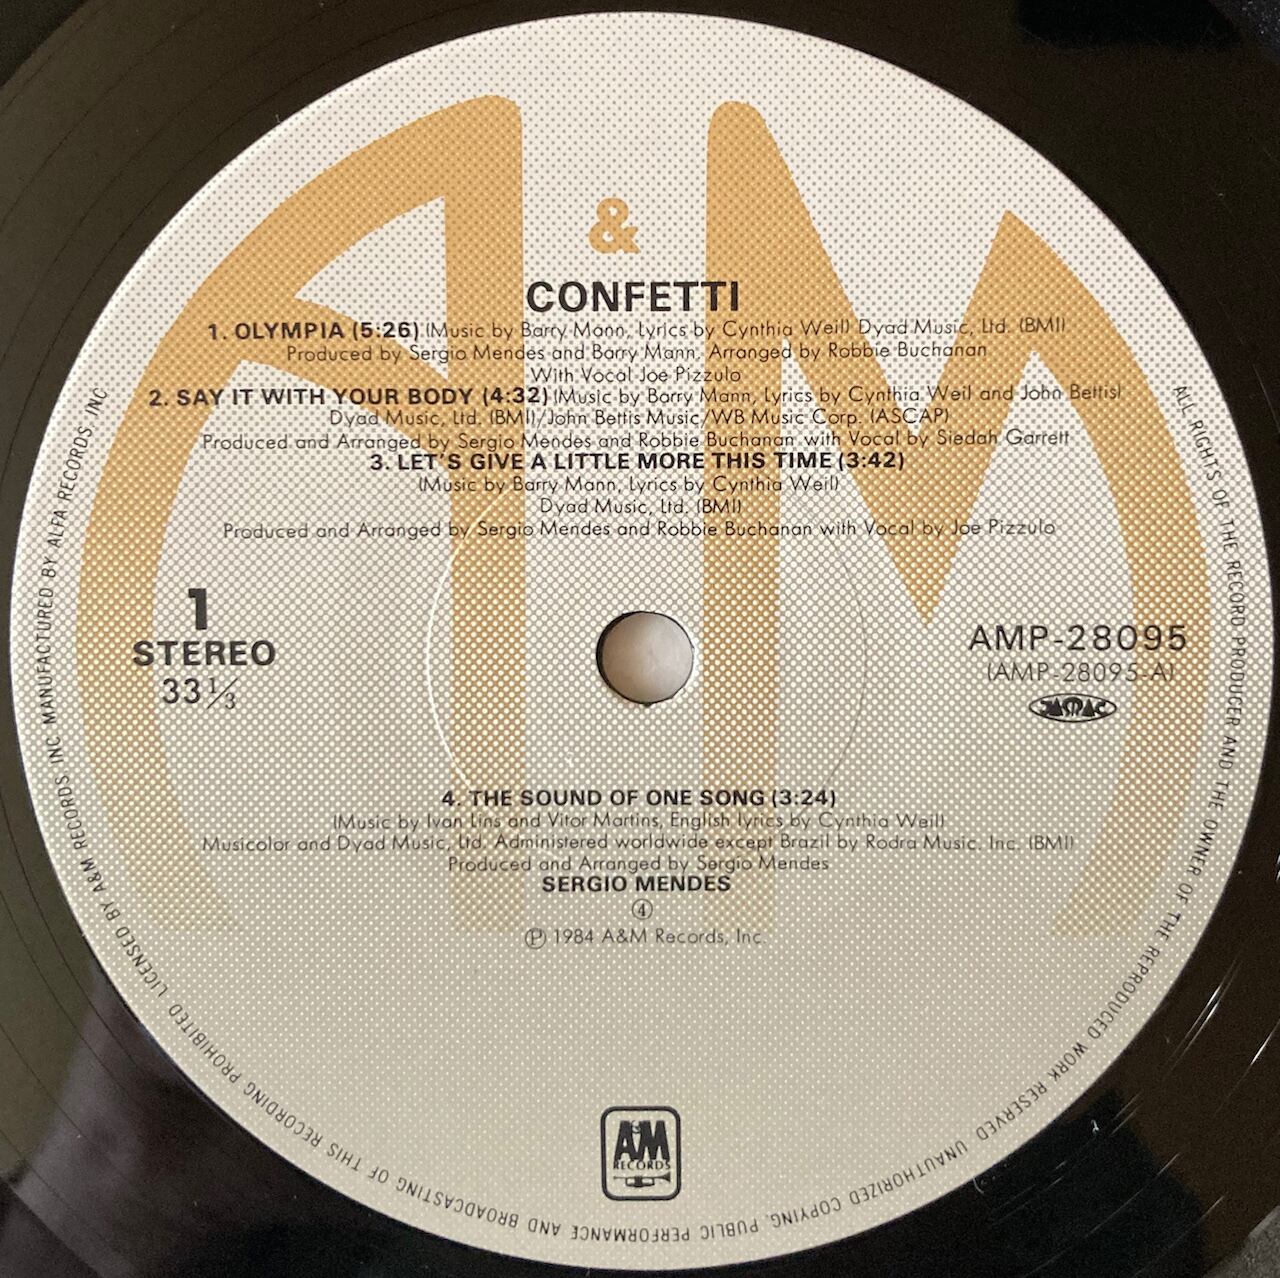 &
CONFETTI
1. OLYMPIA (5:26) (Music by Barry Mann, Lyrics by Cynthia Weil) Dyad Music, Ltd. (BMI)
Produced by Sergio Mendes and Barry Mann. Arranged by Robbie Buchanan
With Vocal Joe Pizzulo
2. SAY IT WITH YOUR BODY (4:32) (Music by Barry Mann, Lyrics by Cynthia Weil and John Bettis)
Dyad Music, Ltd. (BMI)/John Bettis Music/WB Music Corp. (ASCAP)
Produced and Arranged by Sergio Mendes and Robbie Buchanan with Vocal by Siedah Garrett
3. LET'S GIVE A LITTLE MORE THIS TIME (3:42)
(Music by Barry Mann, Lyrics by Cynthia Weil)
Dyad Music, Ltd. (BMI)
Produced and Arranged by Sergio Mendes and Robbie Buchanan with Vocal by Joe Pizzulo
1
STEREO
33 1/3
AMP-28095
(AMP-28095-A)
JASRAC
4. THE SOUND OF ONE SONG (3:24)
(Music by Ivan Lins and Vitor Martins, English lyrics by Cynthia Weil)
Musicolor and Dyad Music, Ltd. Administered worldwide except Brazil by Rodra Music. Inc. (BMI)
Produced and Arranged by Sergio Mendes
SERGIO MENDES
④
Ⓟ 1984 A&M Records, Inc.
A&M
RECORDS
ALL RIGHTS OF THE RECORD PRODUCER AND THE OWNER OF THE REPRODUCED WORK RESERVED UNAUTHORIZED COPYING, PUBLIC PERFORMANCE AND BROADCASTING OF THIS RECORDING PROHIBITED LICENSED BY A&M RECORDS INC MANUFACTURED BY ALFA RECORDS, INC